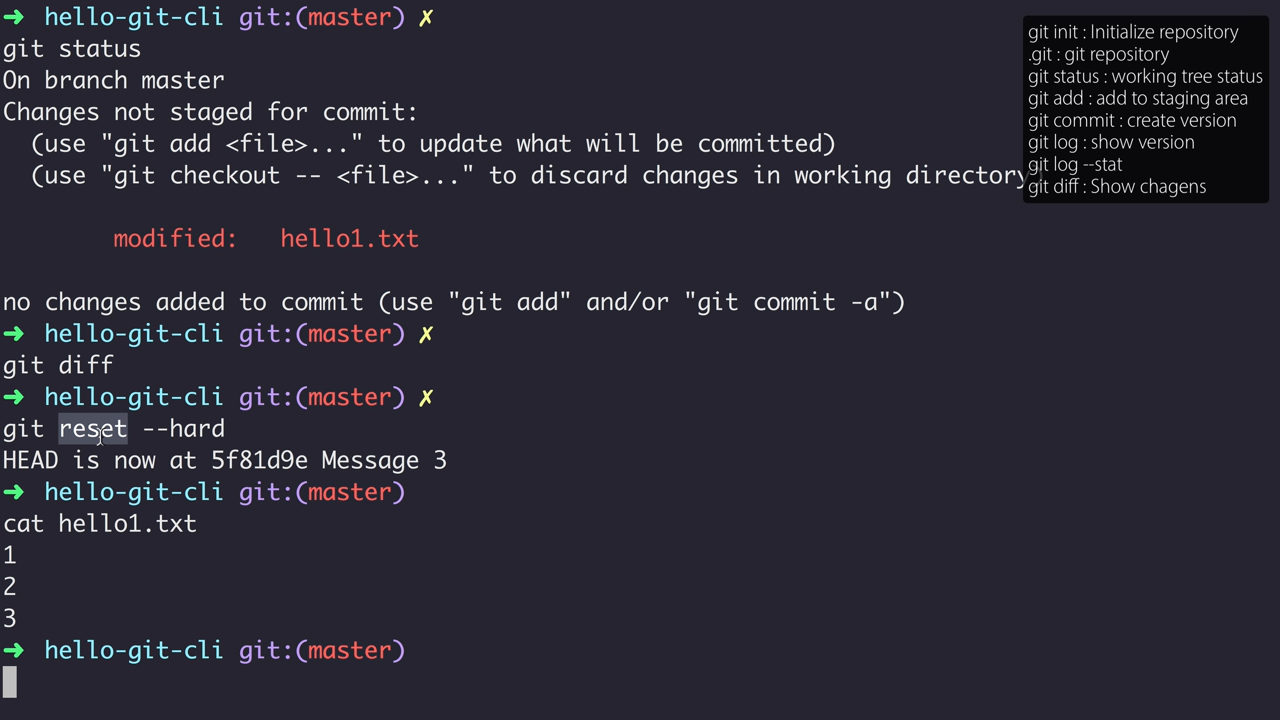 ➜ hello-git-cli git:(master) ✗
git status
On branch master
Changes not staged for commit:
(use "git add <file>..." to update what will be committed)
(use "git checkout -- <file>..." to discard changes in working directory
modified: hello1.txt
no changes added to commit (use "git add" and/or "git commit -a")
➜ hello-git-cli git:(master) ✗
git diff
➜ hello-git-cli git:(master) ✗
git reset --hard
HEAD is now at 5f81d9e Message 3
➜ hello-git-cli git:(master)
cat hello1.txt
1
2
3
➜ hello-git-cli git:(master)
git init : Initialize repository
.git : git repository
git status : working tree status
git add : add to staging area
git commit : create version
git log : show version
git log --stat
git diff : Show chagens